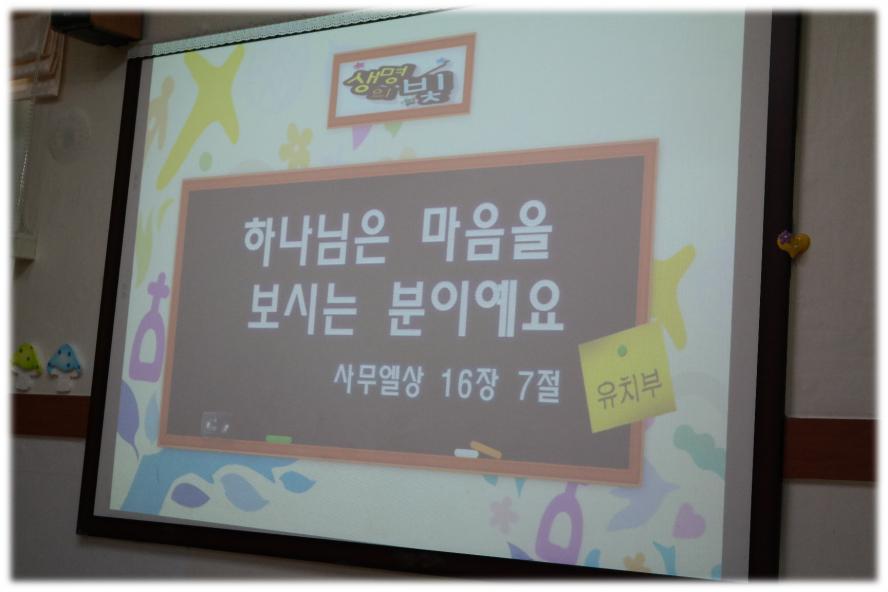 생명
의 빛
하나님은 마음을
보시는 분이예요
사무엘상 16장 7절
유치부